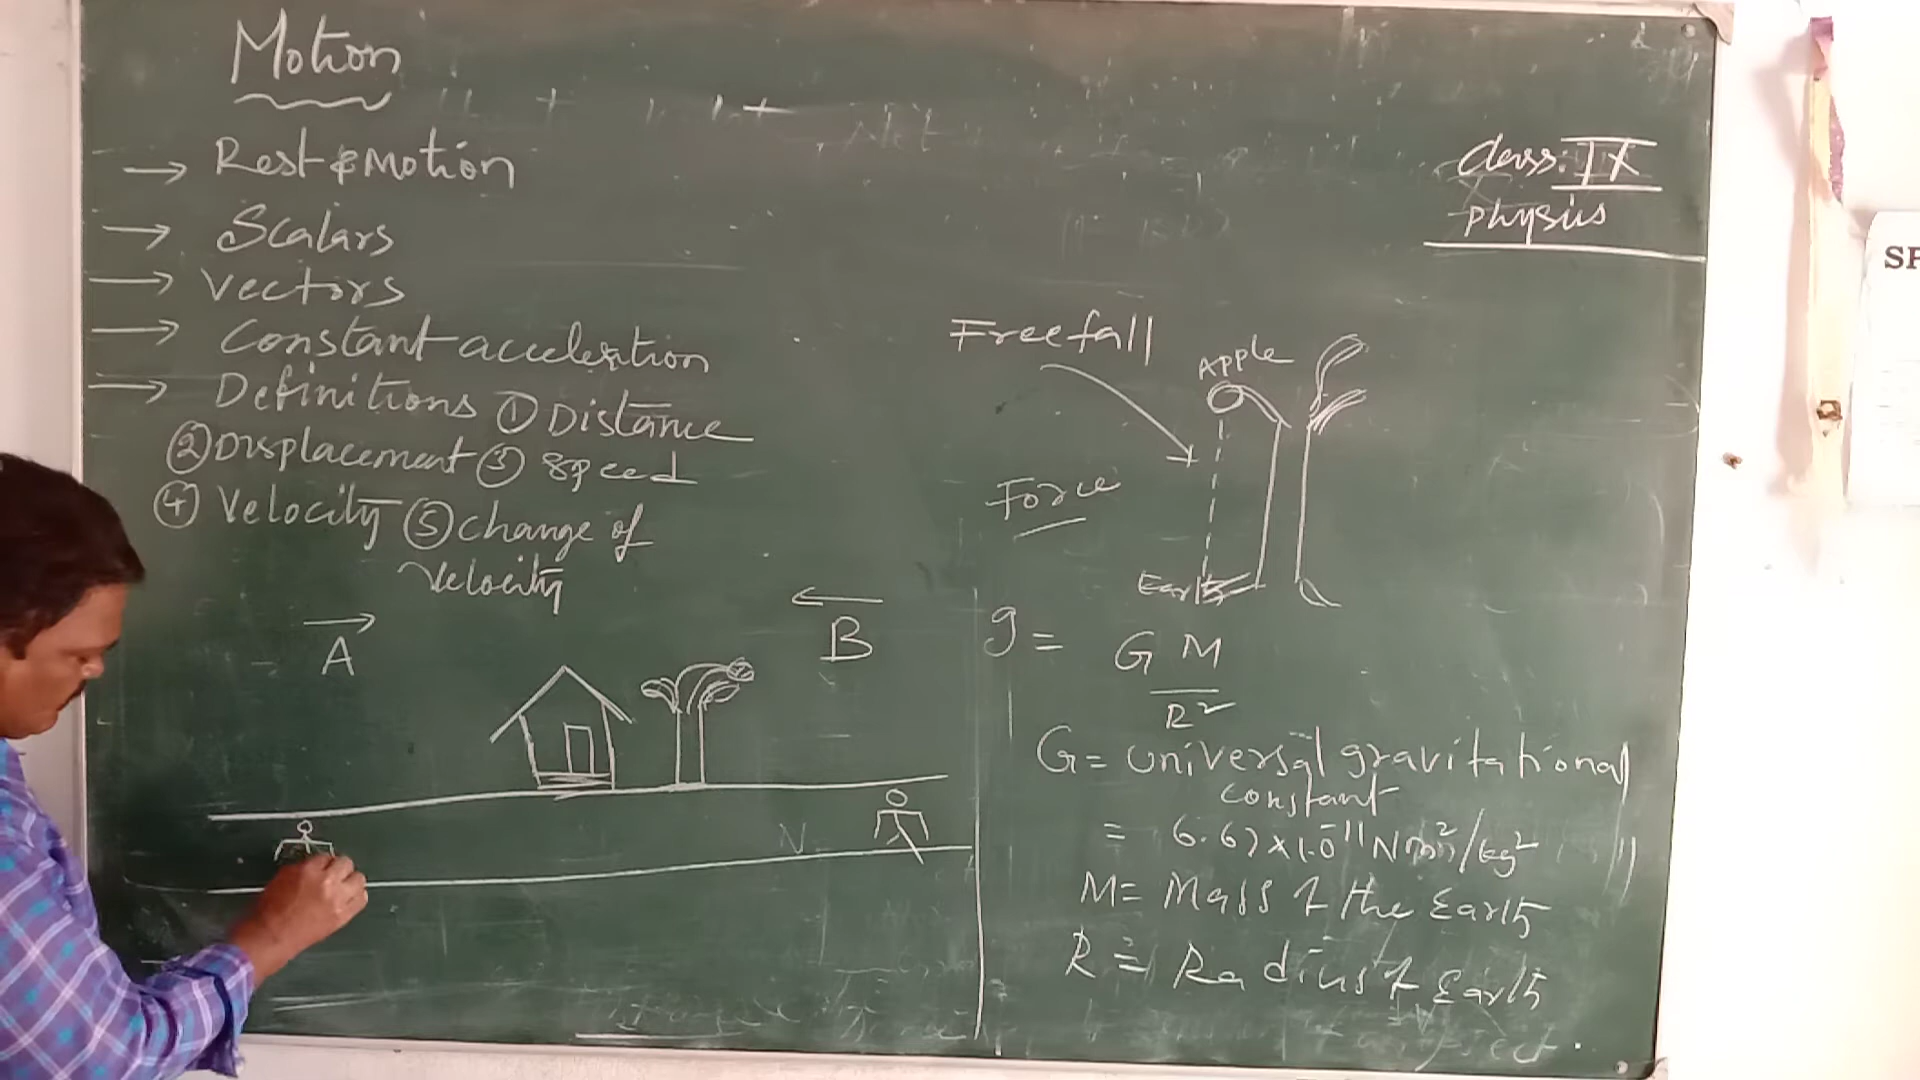 Motion
→ Rest & Motion
→ Scalars
→ Vectors
→ Constant acceleration
→ Definitions ① Distance
② Displacement ③ Speed
④ Velocity ⑤ Change of
Velocity
A
B
N
Class: IX
Physics
Free fall
Apple
Force
Earth
g = G M
R²
G = Universal gravitational
constant
= 6.67 × 10⁻¹¹ Nm²/kg²
M = Mass of the Earth
R = Radius of Earth
SP